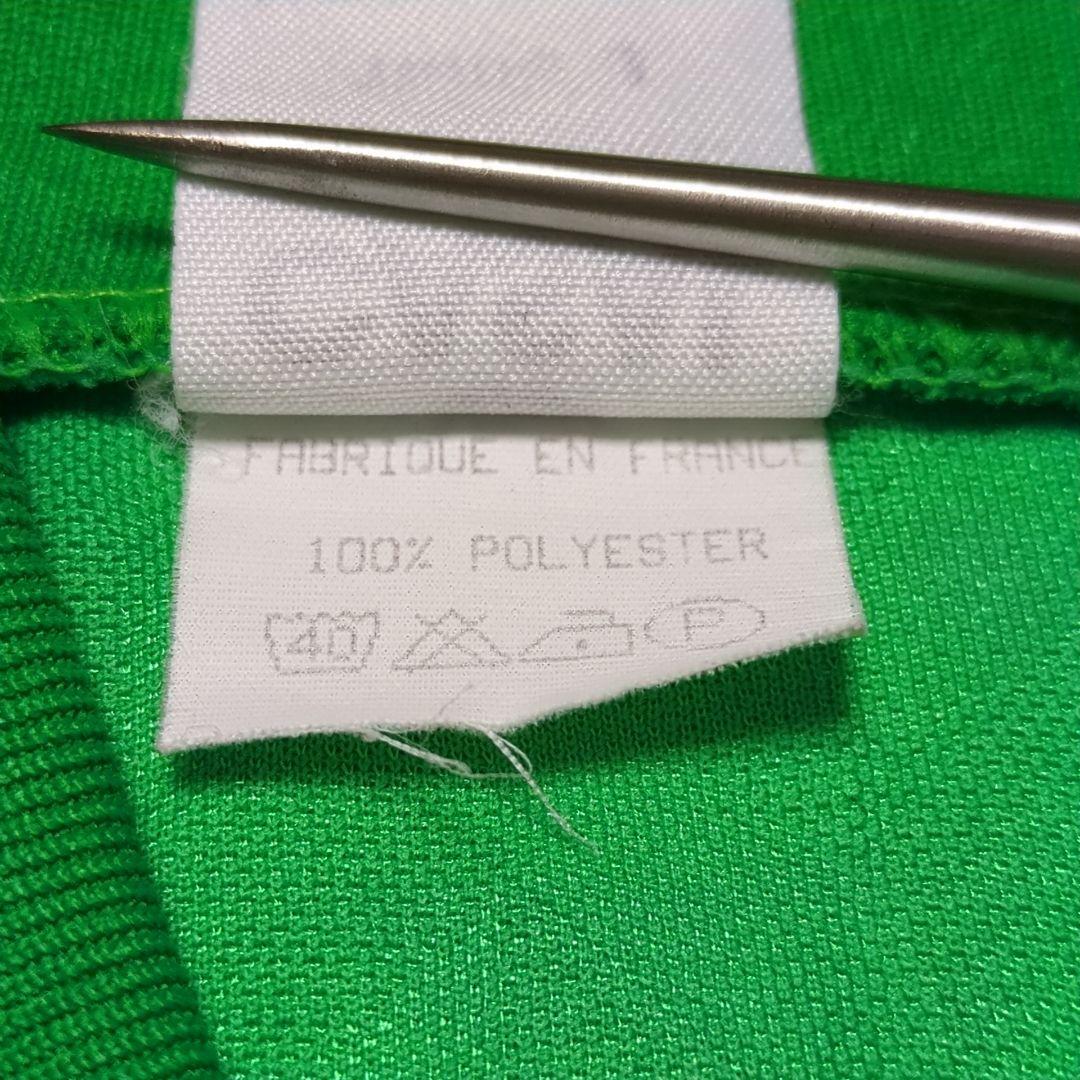 FABRIQUE EN FRANCE
100% POLYESTER
40 P